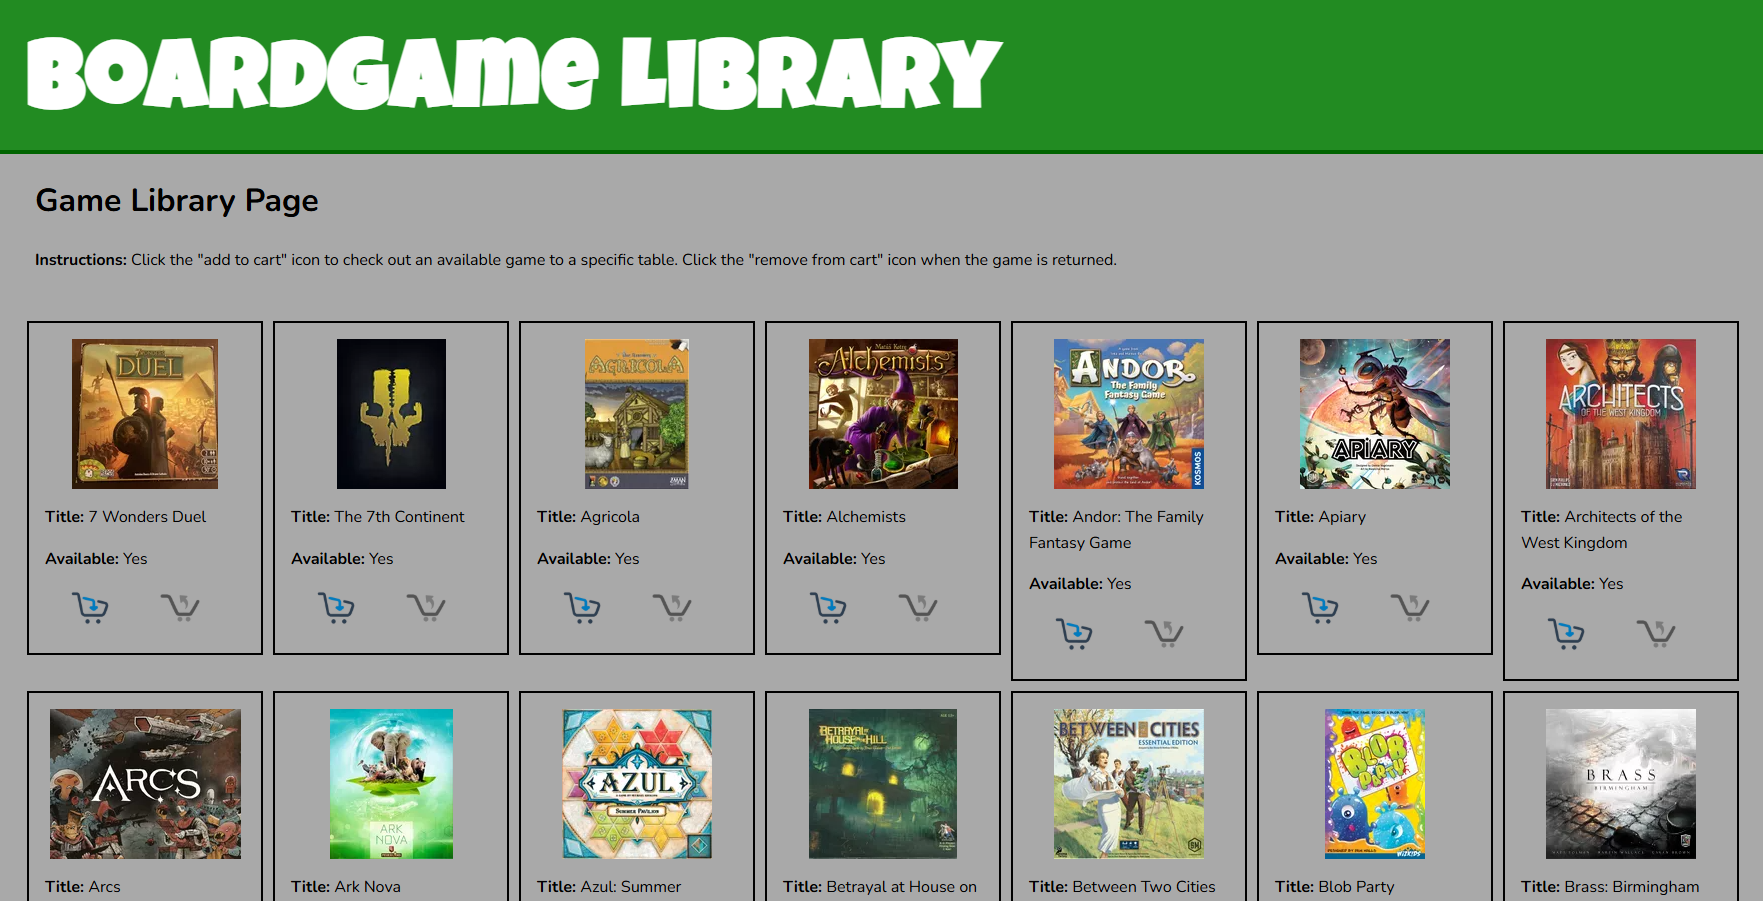 BOARDGAME LIBRARY
Game Library Page
Instructions: Click the "add to cart" icon to check out an available game to a specific table. Click the "remove from cart" icon when the game is returned.
DUEL
AGRICOLA
Alchemists
ANDOR
The Family
Fantasy Game
KOSMOS
APIARY
ARCHITECTS
OF THE WEST KINGDOM
Title: 7 Wonders Duel
Title: The 7th Continent
Title: Agricola
Title: Alchemists
Title: Andor: The Family
Fantasy Game
Title: Apiary
Title: Architects of the
West Kingdom
Available: Yes
Available: Yes
Available: Yes
Available: Yes
Available: Yes
Available: Yes
Available: Yes
ARCS
ARK
NOVA
AZUL
SUMMER PAVILION
BETRAYAL
HOUSE ON THE HILL
BETWEEN TWO CITIES
ESSENTIAL EDITION
BLOB
PARTY
WIZKIDS
BRASS
BIRMINGHAM
Title: Arcs
Title: Ark Nova
Title: Azul: Summer
Title: Betrayal at House on
Title: Between Two Cities
Title: Blob Party
Title: Brass: Birmingham